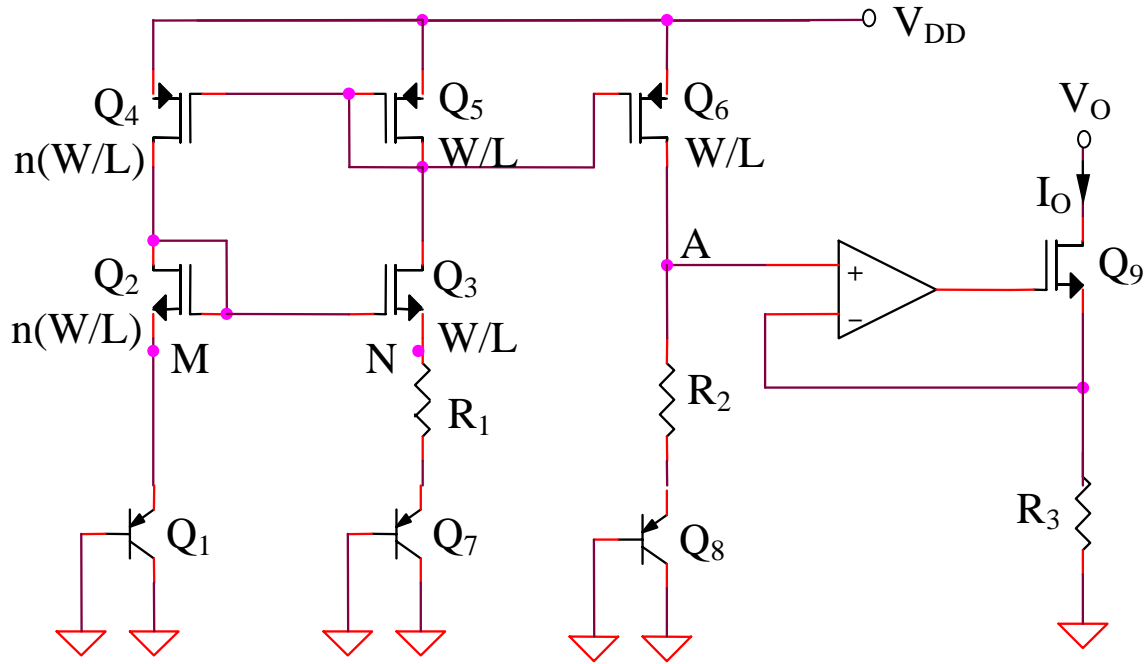 V_DD
Q_4
Q_5
Q_6
V_O
n(W/L)
W/L
W/L
I_O
A
Q_2
Q_3
+
Q_9
n(W/L)
W/L
−
M
N
R_1
R_2
R_3
Q_1
Q_7
Q_8